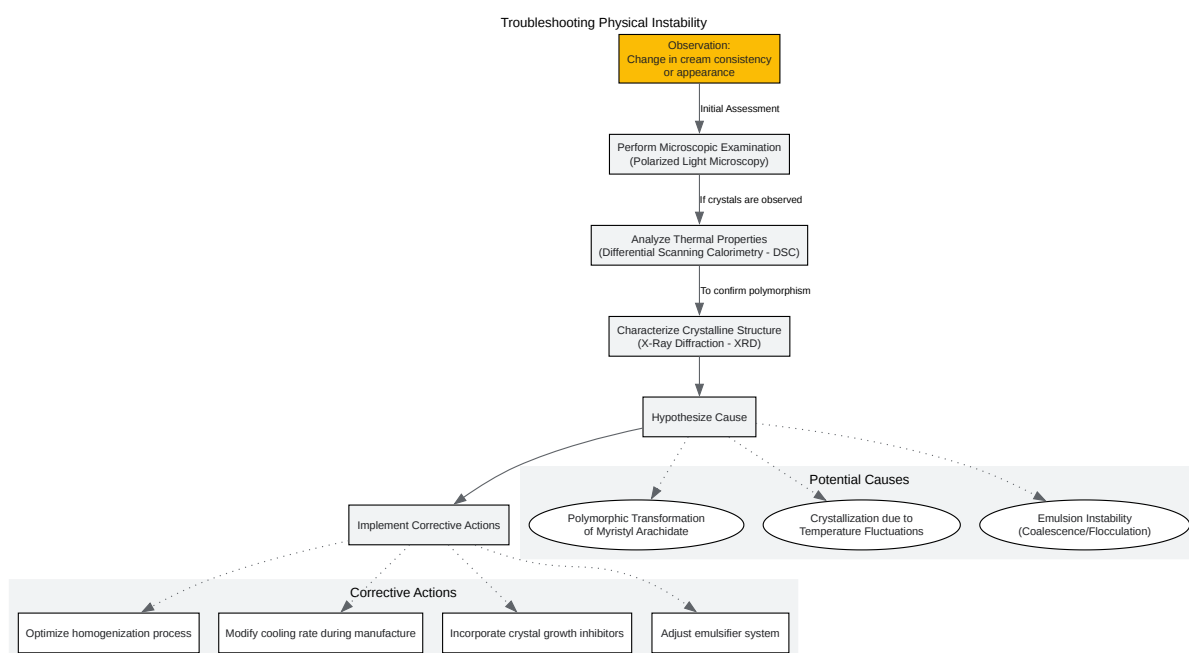 Troubleshooting Physical Instability
Observation:
Change in cream consistency
or appearance
Initial Assessment
Perform Microscopic Examination
(Polarized Light Microscopy)
If crystals are observed
Analyze Thermal Properties
(Differential Scanning Calorimetry - DSC)
To confirm polymorphism
Characterize Crystalline Structure
(X-Ray Diffraction - XRD)
Hypothesize Cause
Potential Causes
Implement Corrective Actions
Polymorphic Transformation
of Myristyl Arachidate
Crystallization due to
Temperature Fluctuations
Emulsion Instability
(Coalescence/Flocculation)
Corrective Actions
Optimize homogenization process
Modify cooling rate during manufacture
Incorporate crystal growth inhibitors
Adjust emulsifier system